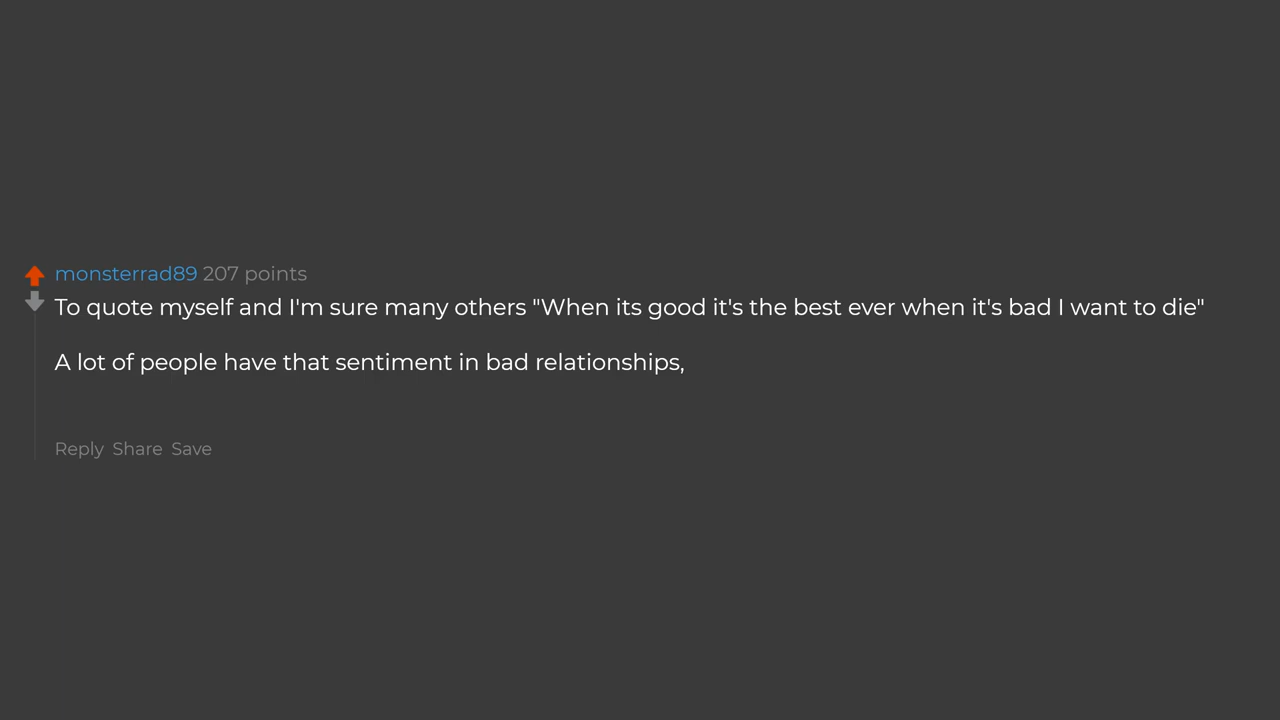 monsterrad89 207 points
To quote myself and I'm sure many others "When its good it's the best ever when it's bad I want to die"
A lot of people have that sentiment in bad relationships,
Reply Share Save